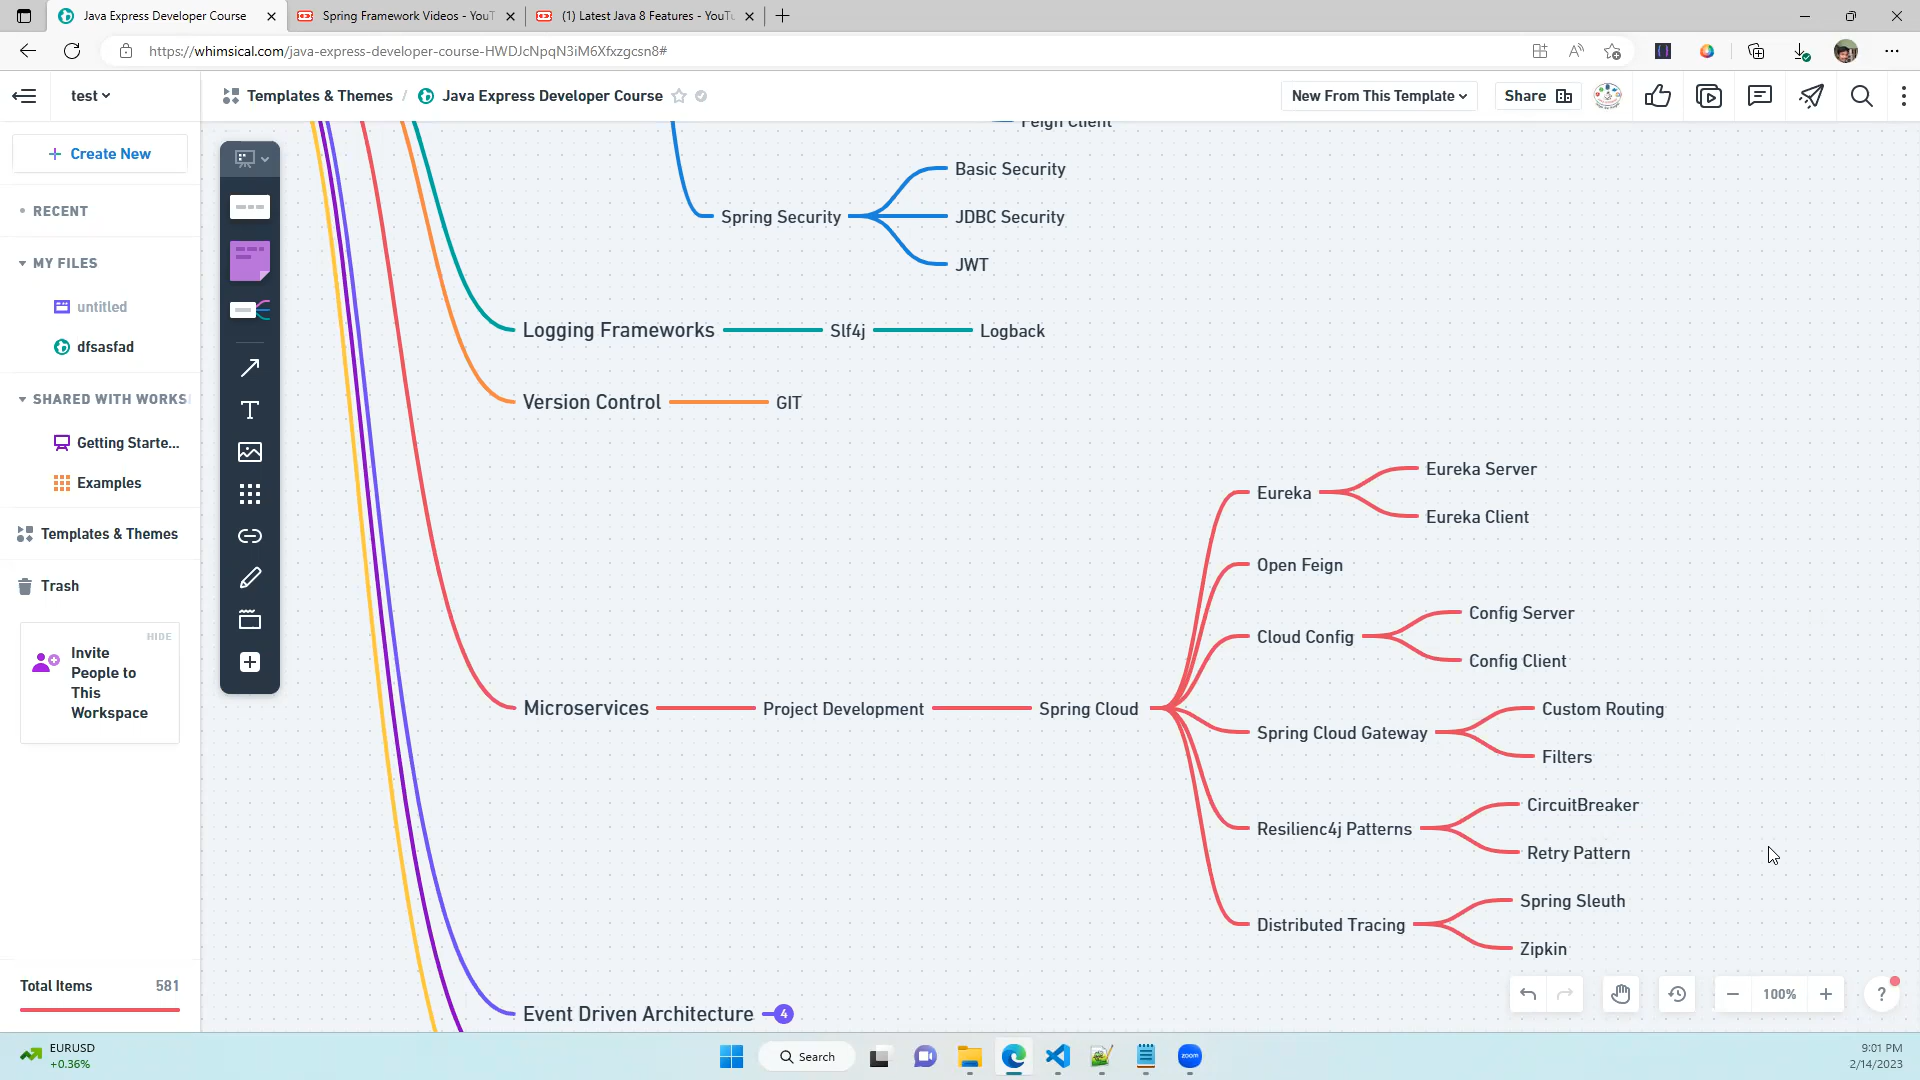 Java Express Developer Course
Spring Framework Videos - YouT
(1) Latest Java 8 Features - YouTu
https://whimsical.com/java-express-developer-course-HWDJcNpqN3iM6Xfxzgcsn8#
test
Templates & Themes / Java Express Developer Course
New From This Template
Share
Create New
RECENT
MY FILES
untitled
dfsasfad
SHARED WITH WORKS
Getting Starte...
Examples
Templates & Themes
Trash
HIDE
Invite
People to
This
Workspace
Total Items 581
Feign Client
Basic Security
Spring Security
JDBC Security
JWT
Logging Frameworks
Slf4j
Logback
Version Control
GIT
Eureka Server
Eureka
Eureka Client
Open Feign
Config Server
Cloud Config
Config Client
Microservices
Project Development
Spring Cloud
Custom Routing
Spring Cloud Gateway
Filters
CircuitBreaker
Resilienc4j Patterns
Retry Pattern
Spring Sleuth
Distributed Tracing
Zipkin
Event Driven Architecture 4
100%
?
EURUSD
+0.36%
Search
zoom
9:01 PM
2/14/2023